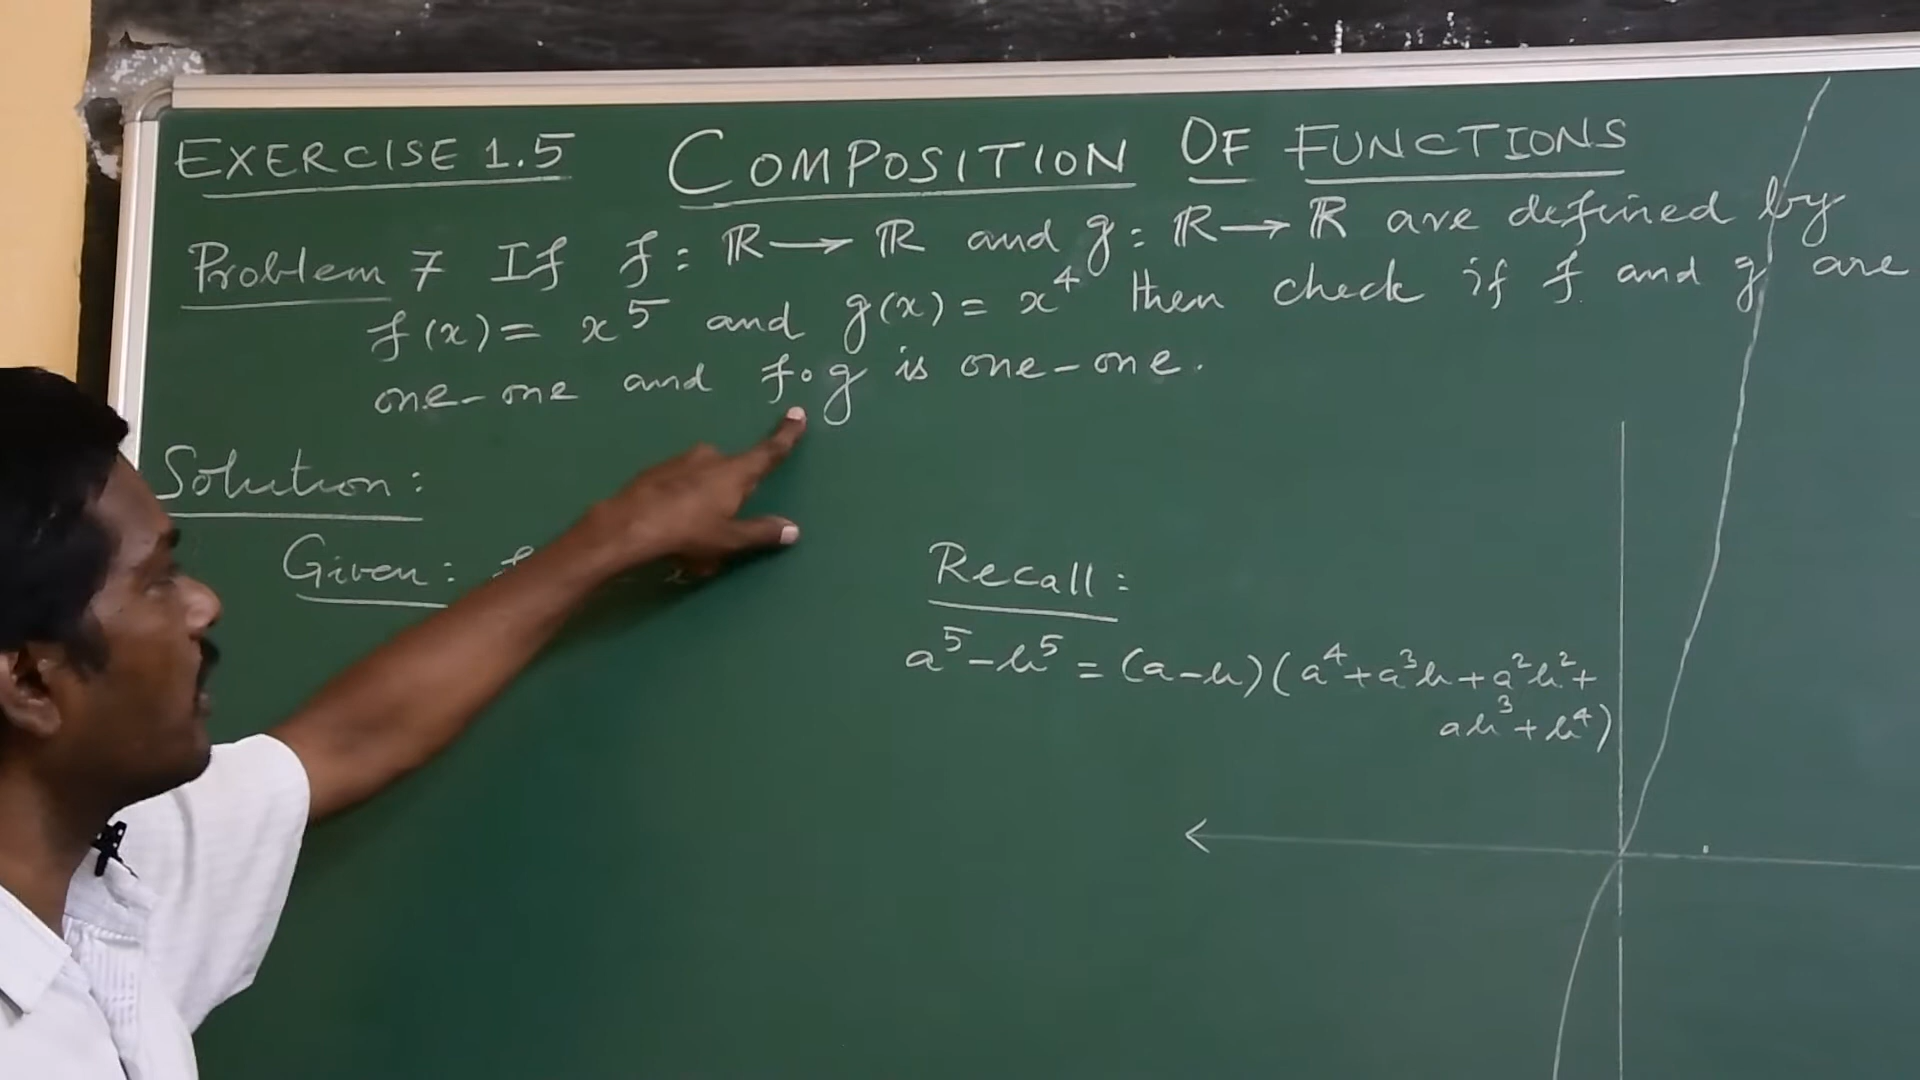 EXERCISE 1.5 COMPOSITION OF FUNCTIONS
Problem 7 If f : ℝ → ℝ and g : ℝ → ℝ are defined by
f(x) = x⁵ and g(x) = x⁴ then check if f and g are
one-one and f∘g is one-one.
Solution :
Given :
Recall :
a⁵ - b⁵ = (a-b)(a⁴ + a³b + a²b² +
ab³ + b⁴)